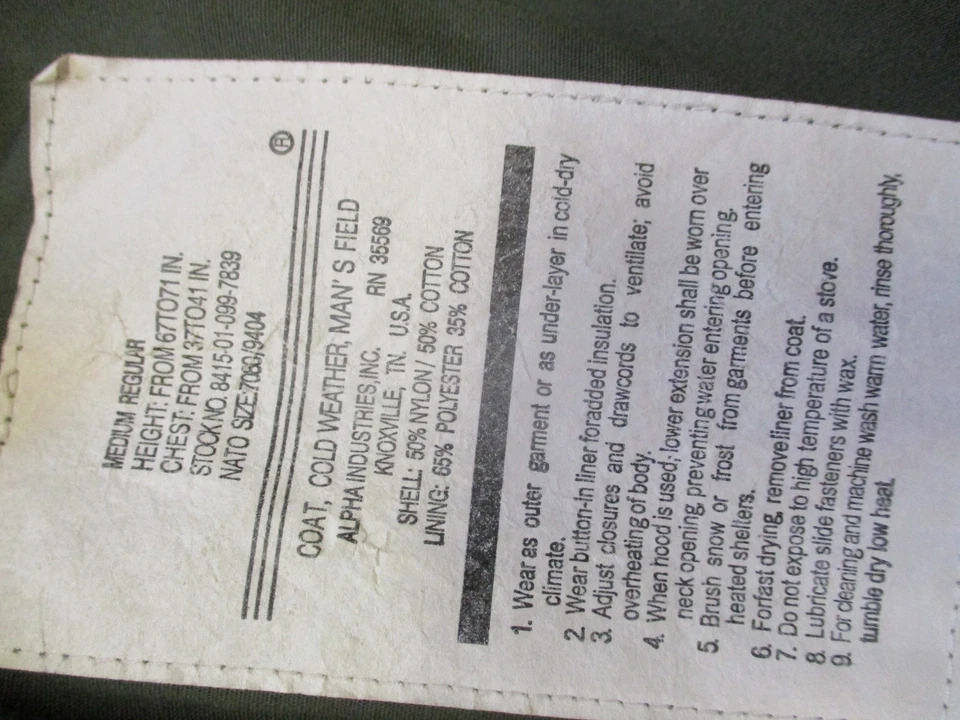 MEDIUM REGULAR
HEIGHT: FROM 67TO71 IN.
CHEST: FROM 37TO41 IN.
STOCK NO. 8415-01-099-7839
NATO SIZE:7080,9404
R
COAT, COLD WEATHER, MAN'S FIELD
ALPHA INDUSTRIES,INC.
KNOXVILLE, TN. U.S.A. RN 35569
SHELL: 50% NYLON / 50% COTTON
LINING: 65% POLYESTER 35% COTTON
1. Wear as outer garment or as under-layer in cold-dry
climate.
2. Wear button-in liner foradded insulation.
3. Adjust closures and drawcords to ventilate; avoid
overheating of body.
4. When hood is used; lower extension shall be worn over
neck opening, preventing water entering opening.
5. Brush snow or frost from garments before entering
heated shelters.
6. Forfast drying, remove liner from coat.
7. Do not expose to high temperature of a stove.
8. Lubricate slide fasteners with wax.
9. For cleaning and machine wash warm water, rinse thoroughly,
tumble dry low heat.